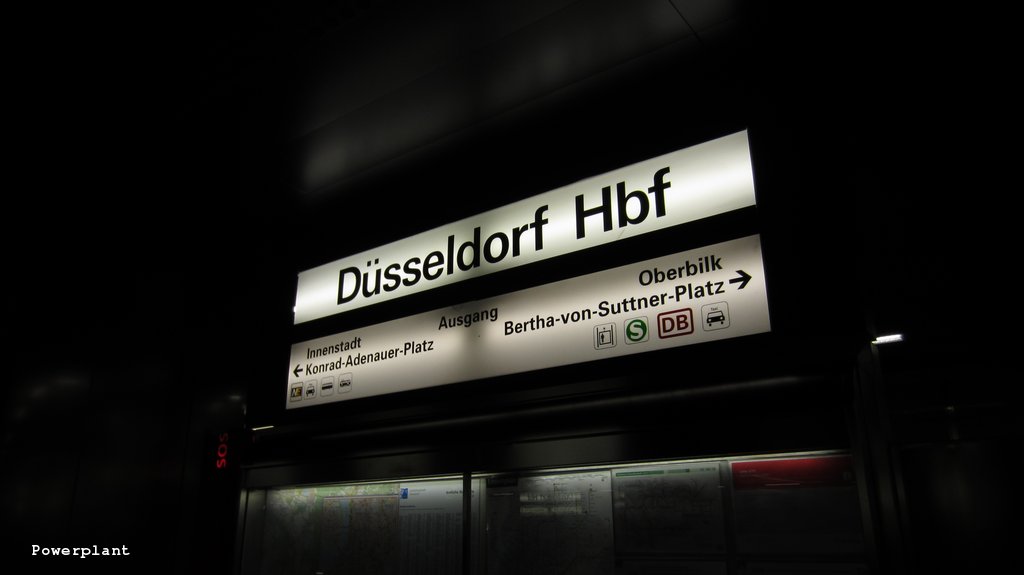 Düsseldorf Hbf
Ausgang
Innenstadt
← Konrad-Adenauer-Platz
Oberbilk
Bertha-von-Suttner-Platz →
S
DB
SOS
Powerplant